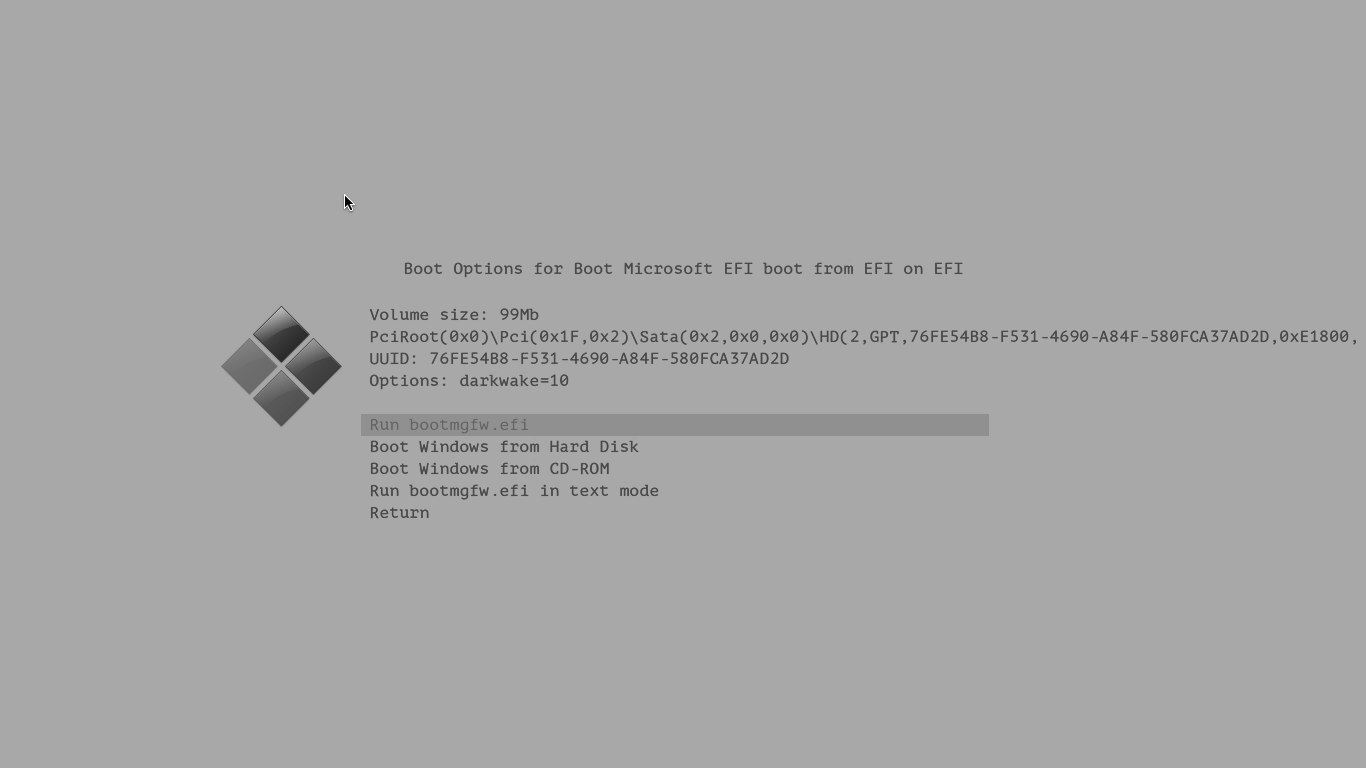 Boot Options for Boot Microsoft EFI boot from EFI on EFI
Volume size: 99Mb
PciRoot(0x0)\Pci(0x1F,0x2)\Sata(0x2,0x0,0x0)\HD(2,GPT,76FE54B8-F531-4690-A84F-580FCA37AD2D,0xE1800,
UUID: 76FE54B8-F531-4690-A84F-580FCA37AD2D
Options: darkwake=10
Run bootmgfw.efi
Boot Windows from Hard Disk
Boot Windows from CD-ROM
Run bootmgfw.efi in text mode
Return